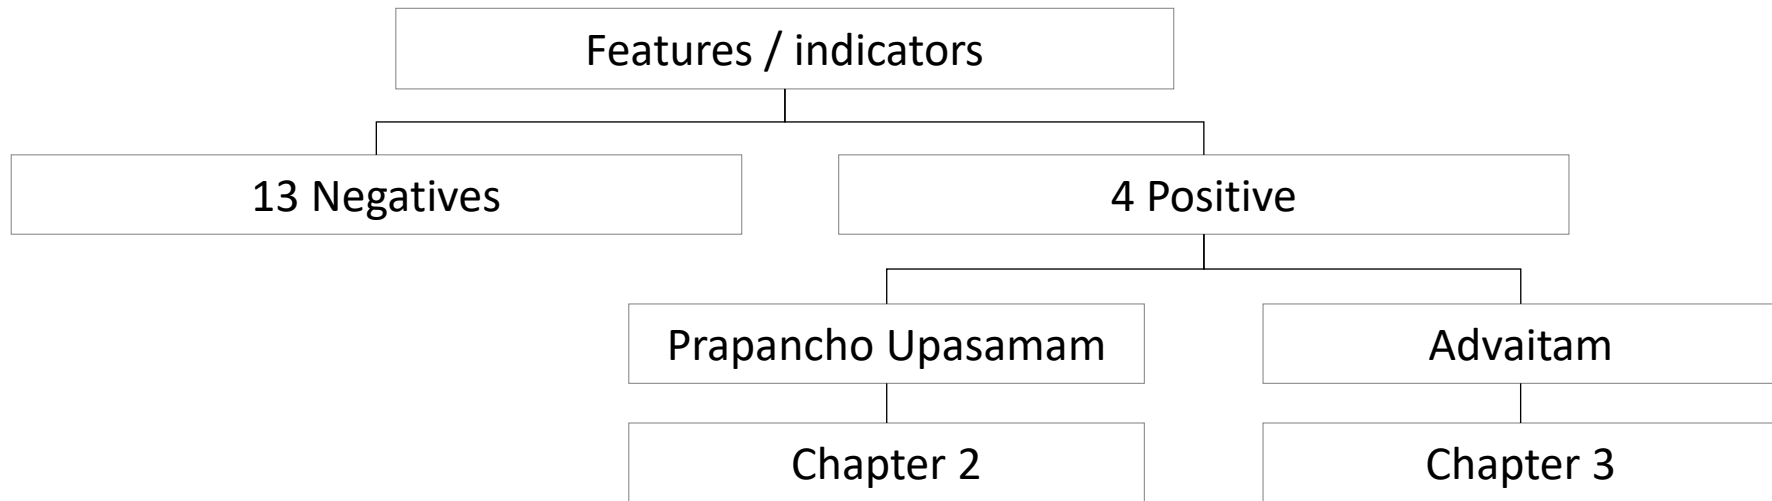 Features / indicators
13 Negatives
4 Positive
Prapancho Upasamam
Advaitam
Chapter 2
Chapter 3